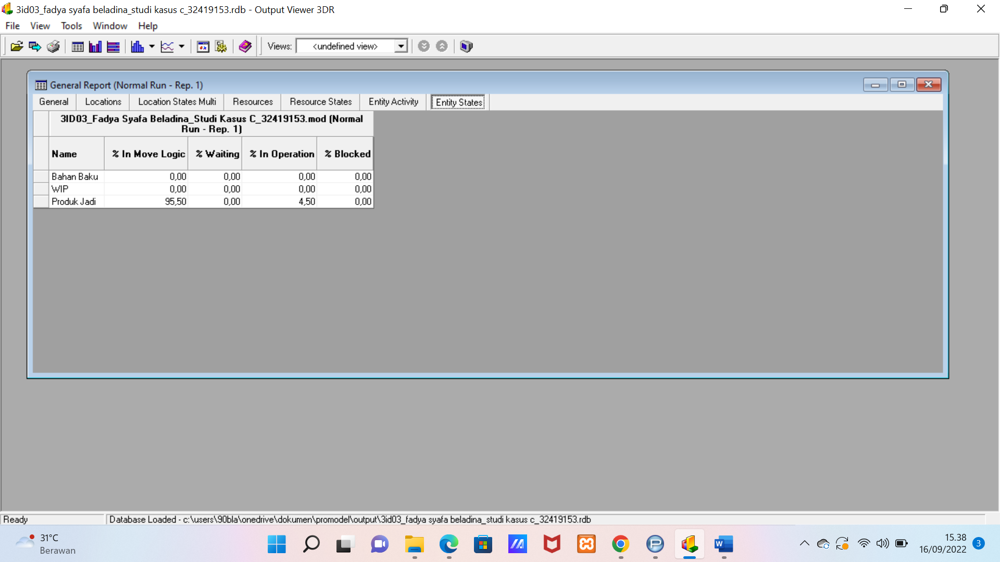 3id03_fadya syafa beladina_studi kasus c_32419153.rdb - Output Viewer 3DR
File View Tools Window Help
Views: <undefined view>
General Report (Normal Run - Rep. 1)
General Locations Location States Multi Resources Resource States Entity Activity Entity States
3ID03_Fadya Syafa Beladina_Studi Kasus C_32419153.mod (Normal
Run - Rep. 1)
Name % In Move Logic % Waiting % In Operation % Blocked
Bahan Baku 0,00 0,00 0,00 0,00
WIP 0,00 0,00 0,00 0,00
Produk Jadi 95,50 0,00 4,50 0,00
Ready Database Loaded - c:\users\90bla\onedrive\dokumen\promodel\output\3id03_fadya syafa beladina_studi kasus c_32419153.rdb
31°C
Berawan
15.38
16/09/2022
3